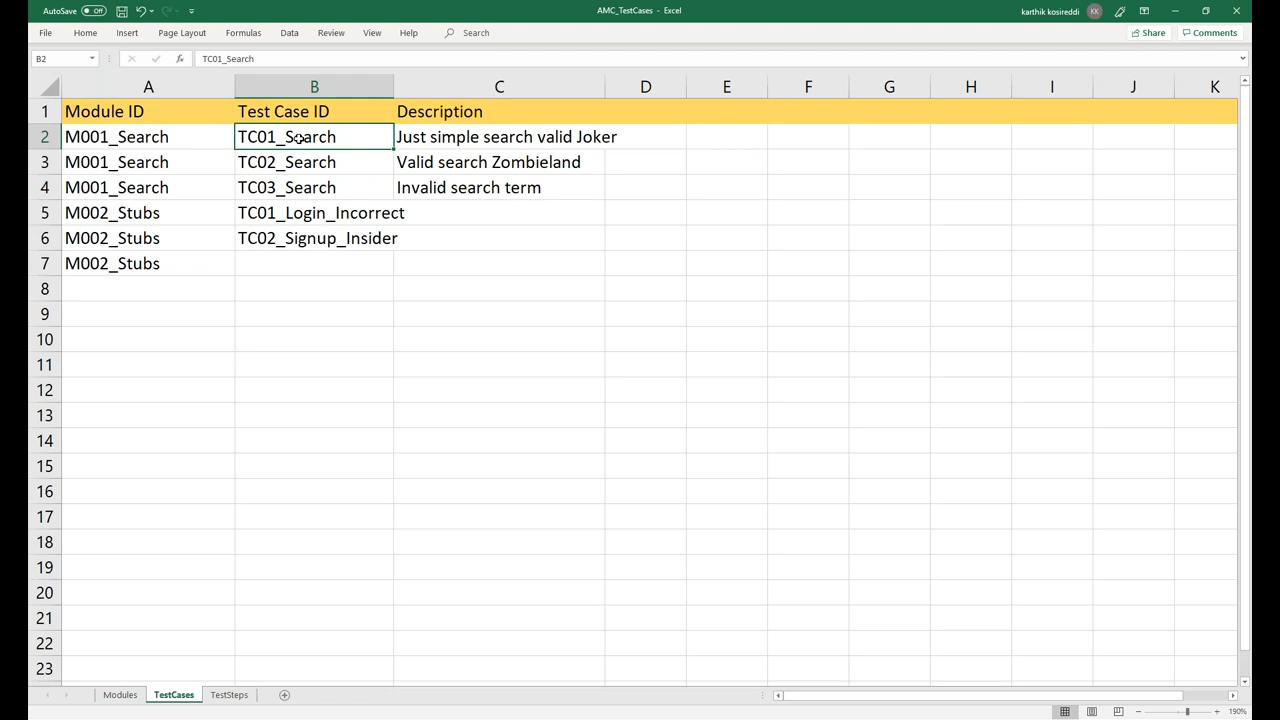 AutoSave Off
AMC_TestCases - Excel
karthik kosireddi KK
File Home Insert Page Layout Formulas Data Review View Help Search Share Comments
B2 fx TC01_Search
A B C D E F G H I J K
1 Module ID Test Case ID Description
2 M001_Search TC01_Search Just simple search valid Joker
3 M001_Search TC02_Search Valid search Zombieland
4 M001_Search TC03_Search Invalid search term
5 M002_Stubs TC01_Login_Incorrect
6 M002_Stubs TC02_Signup_Insider
7 M002_Stubs
8
9
10
11
12
13
14
15
16
17
18
19
20
21
22
23
Modules TestCases TestSteps
190%